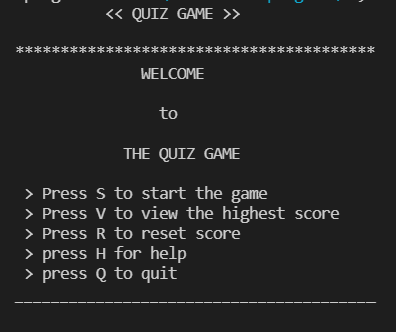 << QUIZ GAME >>
****************************************
WELCOME
to
THE QUIZ GAME
> Press S to start the game
> Press V to view the highest score
> Press R to reset score
> press H for help
> press Q to quit
________________________________________